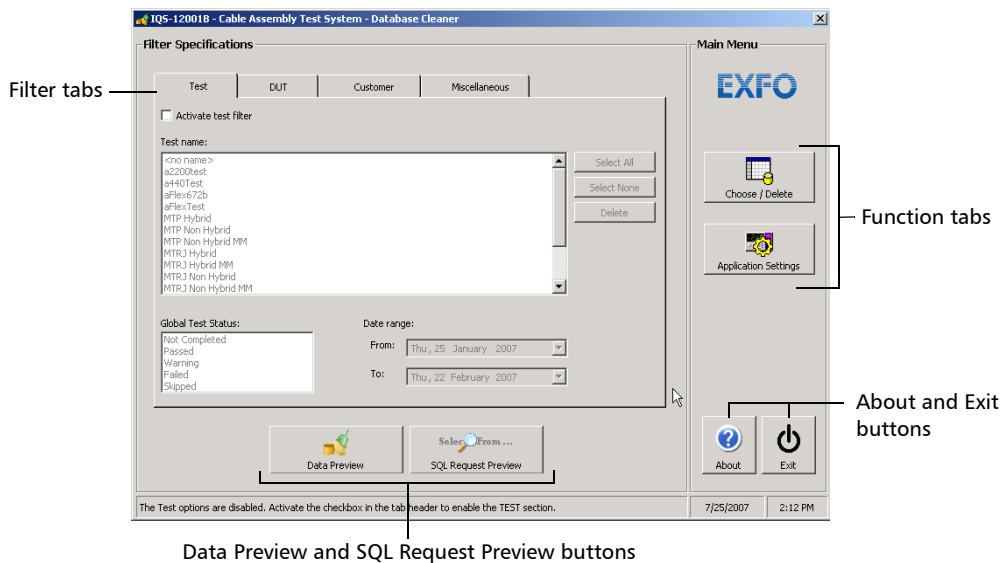 IQS-12001B - Cable Assembly Test System - Database Cleaner
Filter Specifications
Main Menu
Filter tabs
Test
DUT
Customer
Miscellaneous
EXFO
Activate test filter
Test name:
<no name>
a2200test
a440Test
aFlex672b
aFlexTest
MTP Hybrid
MTP Non Hybrid
MTP Non Hybrid MM
MTRJ Hybrid
MTRJ Hybrid MM
MTRJ Non Hybrid
MTRJ Non Hybrid MM
Select All
Select None
Delete
Choose / Delete
Function tabs
Application Settings
Global Test Status:
Not Completed
Passed
Warning
Failed
Skipped
Date range:
From:
Thu, 25 January 2007
To:
Thu, 22 February 2007
About and Exit
buttons
Data Preview
Selec From ...
SQL Request Preview
About
Exit
The Test options are disabled. Activate the checkbox in the tab header to enable the TEST section.
7/25/2007
2:12 PM
Data Preview and SQL Request Preview buttons